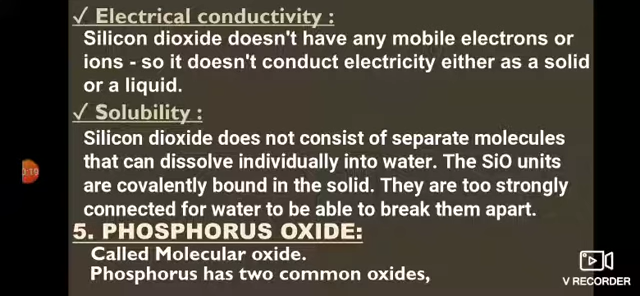 ✓ Electrical conductivity :
Silicon dioxide doesn't have any mobile electrons or
ions - so it doesn't conduct electricity either as a solid
or a liquid.
✓ Solubility :
Silicon dioxide does not consist of separate molecules
that can dissolve individually into water. The SiO units
are covalently bound in the solid. They are too strongly
connected for water to be able to break them apart.
5. PHOSPHORUS OXIDE:
Called Molecular oxide.
Phosphorus has two common oxides,
V RECORDER